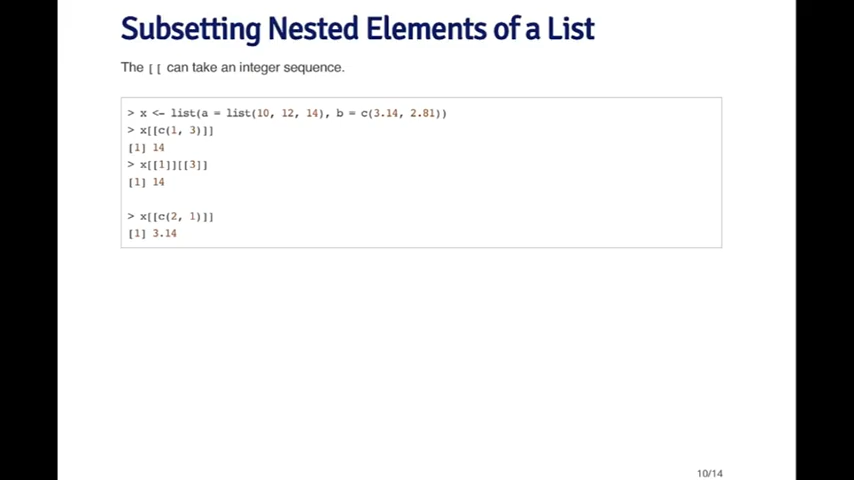 Subsetting Nested Elements of a List
The [[ can take an integer sequence.
> x <- list(a = list(10, 12, 14), b = c(3.14, 2.81))
> x[[c(1, 3)]]
[1] 14
> x[[1]][[3]]
[1] 14
> x[[c(2, 1)]]
[1] 3.14
10/14